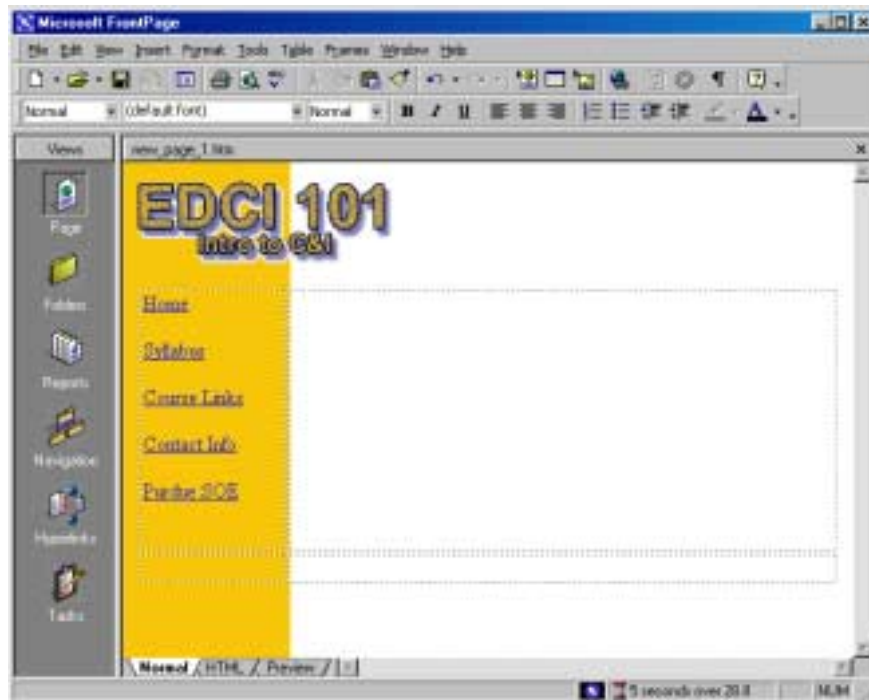 Microsoft FrontPage
File Edit View Insert Format Tools Table Frames Window Help
Normal (default font) Normal B I U A
Views new_page_1.htm
EDCI 101
Intro to C&I
Page
Folders
Reports
Navigation
Hyperlinks
Tasks
Home
Syllabus
Course Links
Contact Info
Purdue SOE
Normal HTML Preview
5 seconds over 28.8 NUM